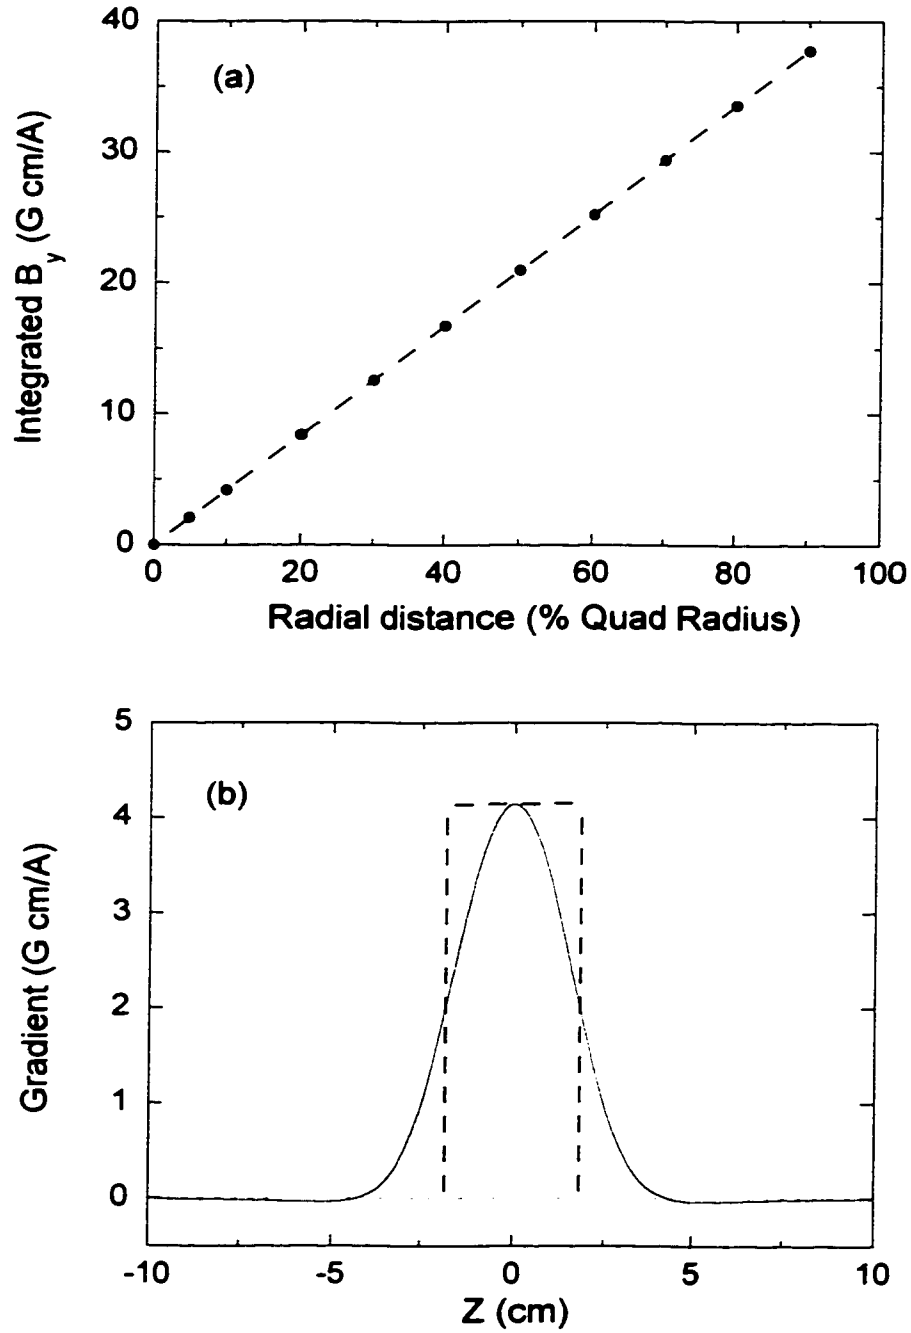 40
(a)
30
20
10
0
Integrated B_y (G cm/A)
0 20 40 60 80 100
Radial distance (% Quad Radius)
5
(b)
4
3
2
1
0
Gradient (G cm/A)
-10 -5 0 5 10
Z (cm)